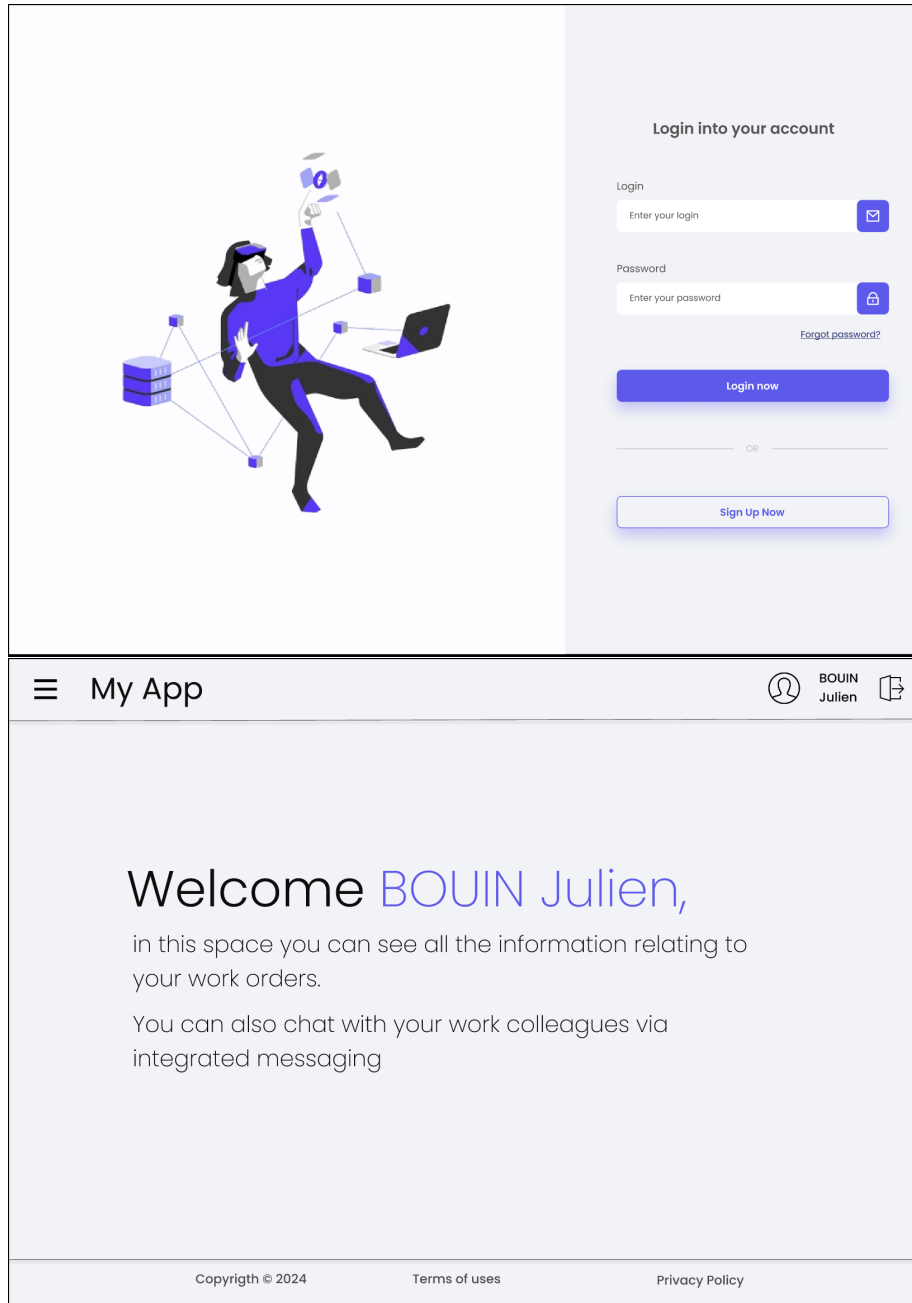 Login into your account
Login
Enter your login
Password
Enter your password
Forgot password?
Login now
OR
Sign Up Now
My App
BOUIN
Julien
Welcome BOUIN Julien,
in this space you can see all the information relating to
your work orders.
You can also chat with your work colleagues via
integrated messaging
Copyrigth © 2024
Terms of uses
Privacy Policy